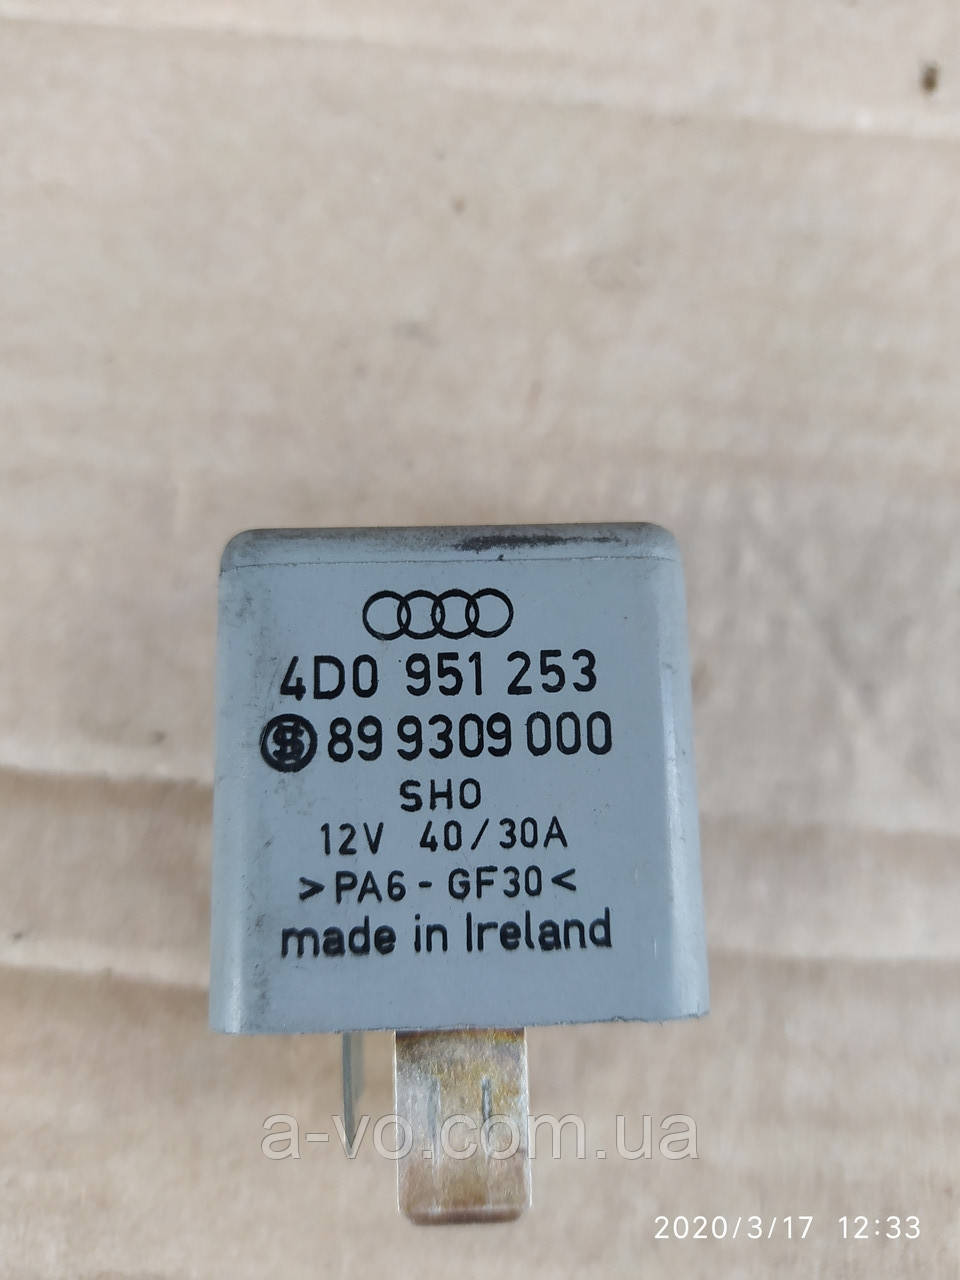 4D0 951 253
89 9309 000
SHO
12V 40/30A
>PA6-GF30<
made in Ireland
a-vo.com.ua
2020/3/17 12:33